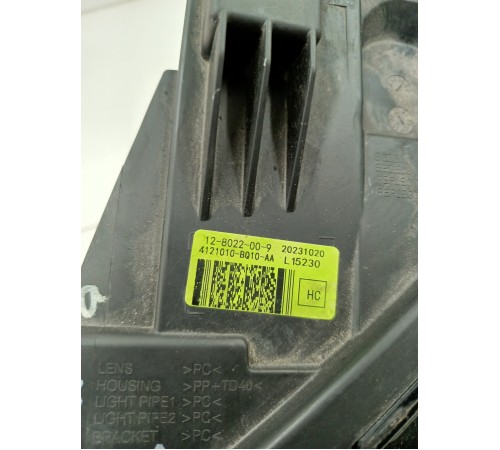 12-B022-00-9 20231020
4121010-BQ10-AA L15230
HC
LENS >PC<
HOUSING >PP+TD40<
LIGHT PIPE1 >PC<
LIGHT PIPE2 >PC<
BRACKET >PC<